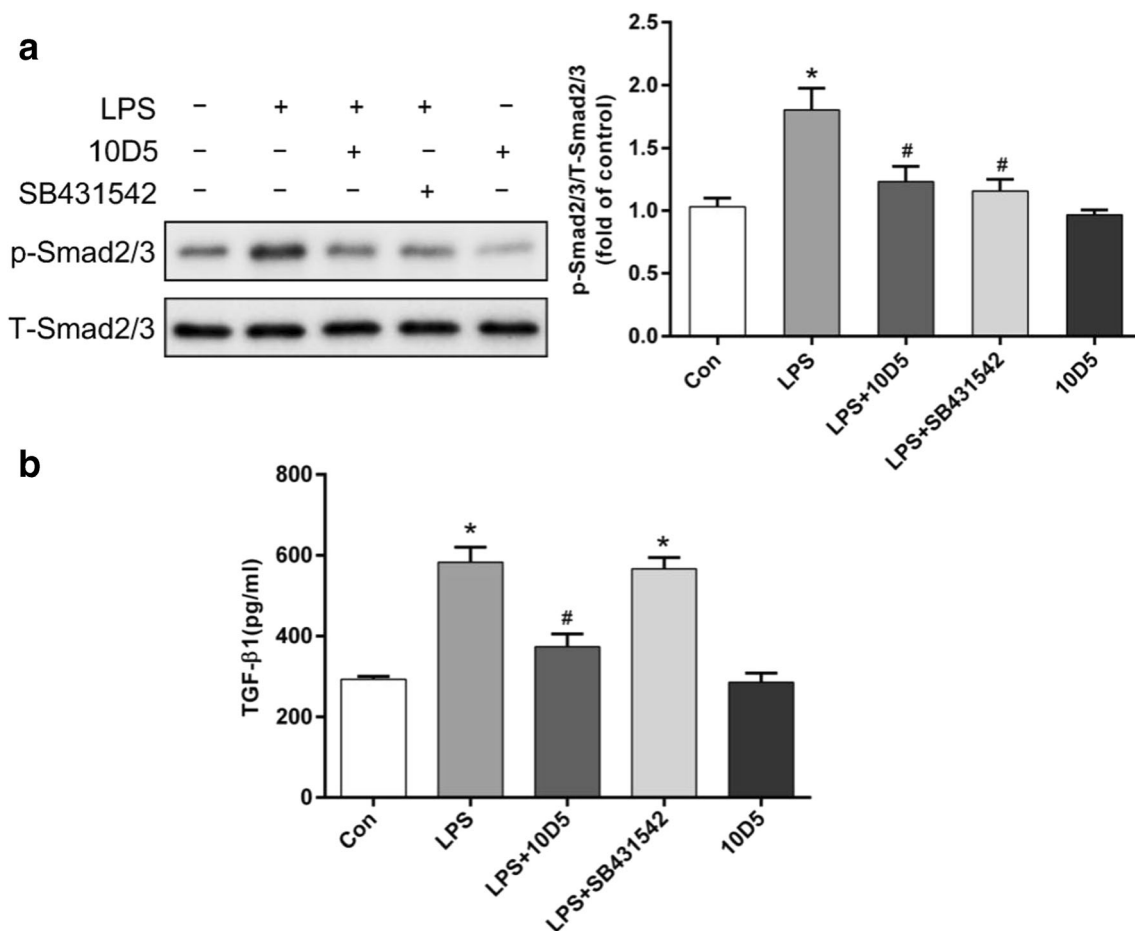 a
LPS - + + + -
10D5 - - + - +
SB431542 - - - + -
p-Smad2/3
T-Smad2/3
p-Smad2/3/T-Smad2/3
(fold of control)
2.5
2.0
1.5
1.0
0.5
0.0
*
#
#
Con
LPS
LPS+10D5
LPS+SB431542
10D5
b
TGF-β1(pg/ml)
800
600
400
200
0
*
#
*
Con
LPS
LPS+10D5
LPS+SB431542
10D5